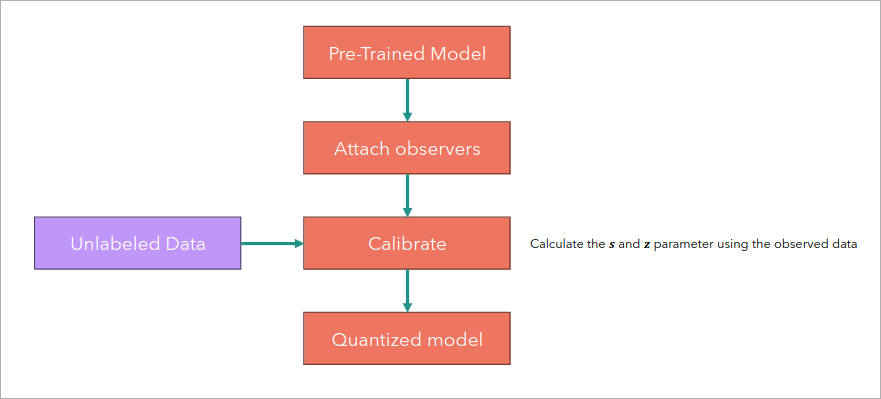 Pre-Trained Model
Attach observers
Unlabeled Data
Calibrate
Calculate the s and z parameter using the observed data
Quantized model